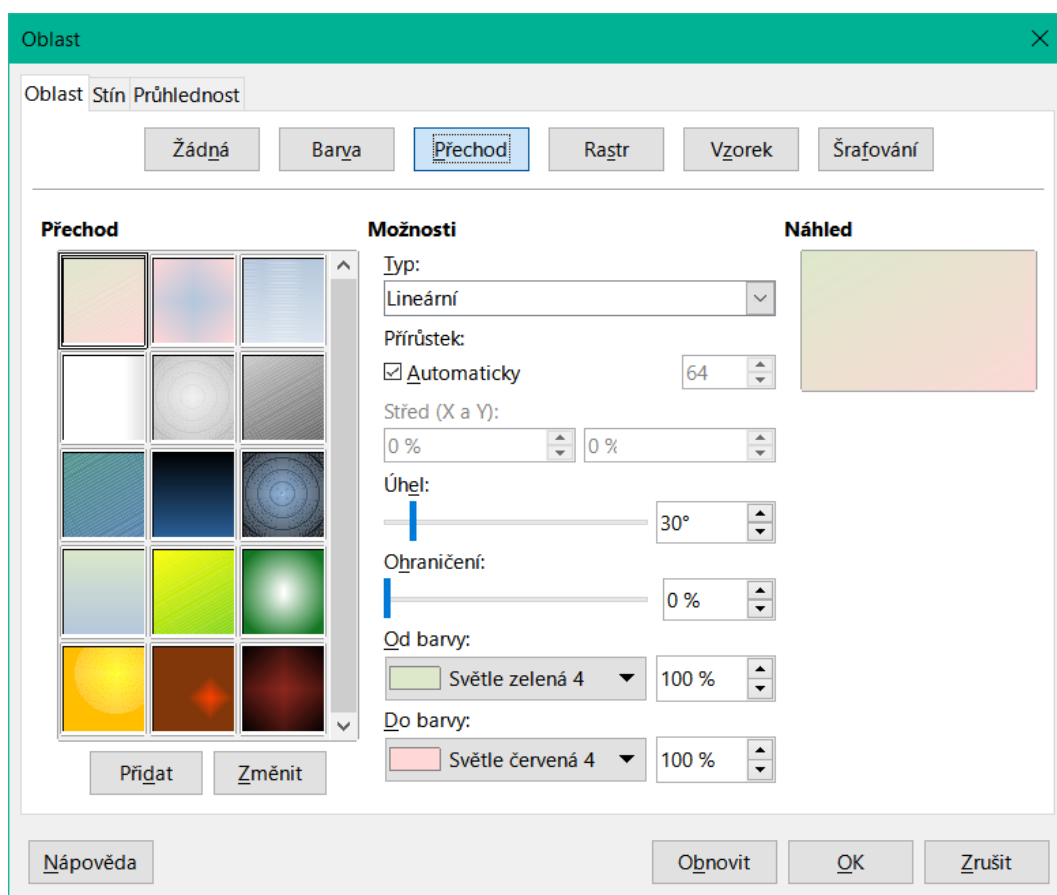 Oblast
Oblast Stín Průhlednost
Žádná Barva Přechod Rastr Vzorek Šrafování
Přechod
Možnosti
Náhled
Typ:
Lineární
Přírůstek:
Automaticky 64
Střed (X a Y):
0 % 0 %
Úhel:
30°
Ohraničení:
0 %
Od barvy:
Světle zelená 4 100 %
Do barvy:
Světle červená 4 100 %
Přidat Změnit
Nápověda Obnovit OK Zrušit